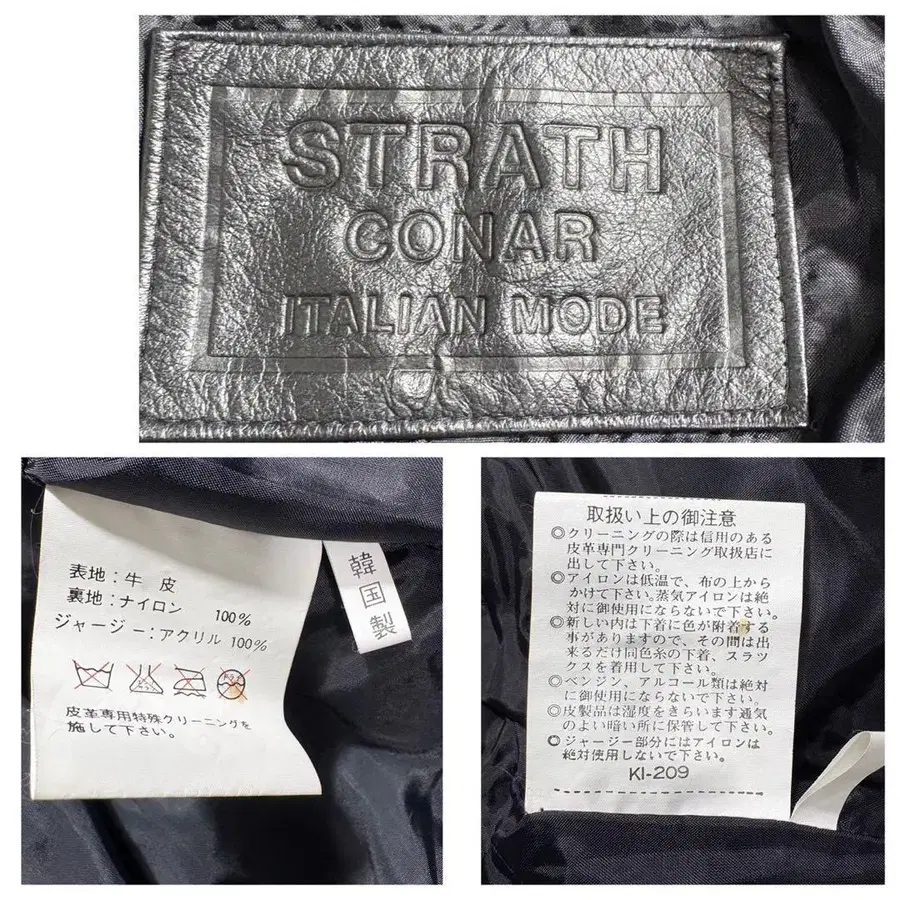 STRATH
CONAR
ITALIAN MODE
表地:牛 皮
裏地:ナイロン 100%
ジャージー:アクリル 100%
皮革専用特殊クリーニングを
施して下さい。
韓国製
取扱い上の御注意
◎クリーニングの際は信用のある
皮革専門クリーニング取扱店に
出して下さい。
◎アイロンは低温で、布の上から
かけて下さい。蒸気アイロンは絶
対に御使用にならないで下さい。
◎新しい内は下着に色が附着する
事がありますので、その間は出
来るだけ同色糸の下着、スラッ
クスを着用して下さい。
◎ベンジン、アルコール類は絶対
に御使用にならないで下さい。
◎皮製品は湿度をきらいます通気
のよい暗い所に保管して下さい。
◎ジャージー部分にはアイロンは
絶対使用しないで下さい。
KI-209